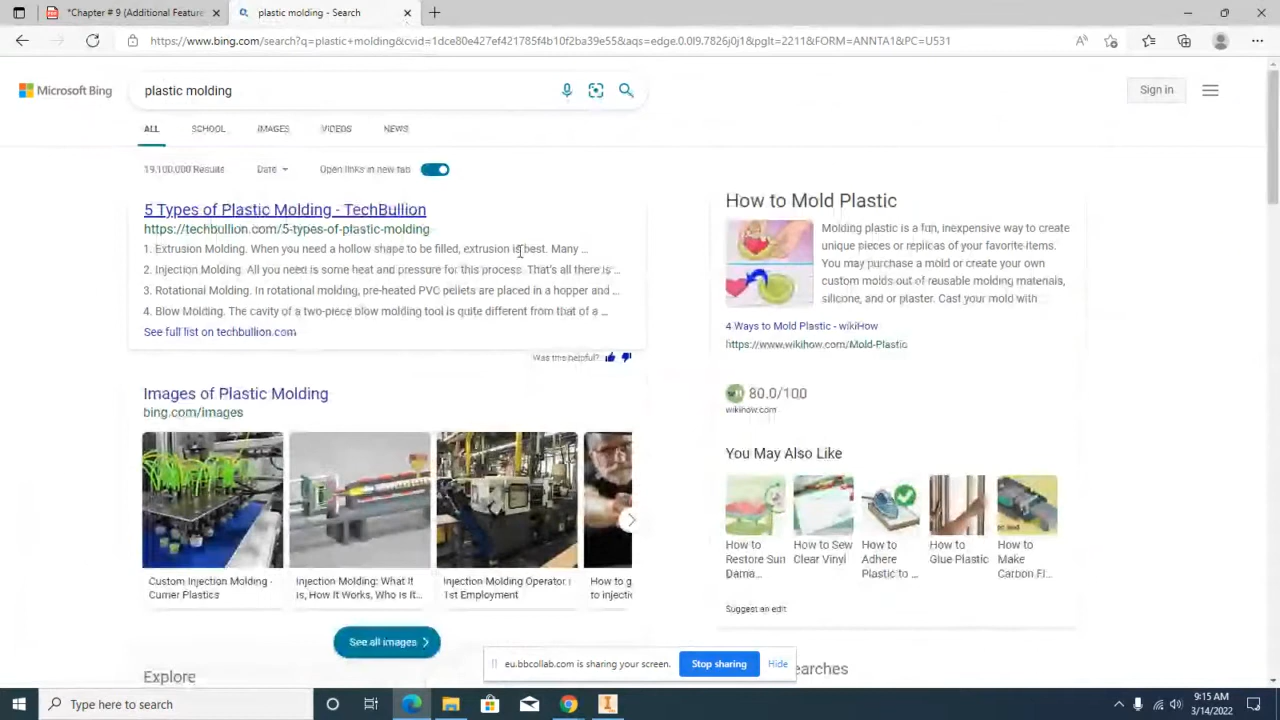 *Chapter # 9 (Additional Feature
plastic molding - Search
https://www.bing.com/search?q=plastic+molding&cvid=1dce80e427ef421785f4b10f2ba39e55&aqs=edge.0.0l9.7826j0j1&pglt=2211&FORM=ANNTA1&PC=U531
Microsoft Bing
plastic molding
Sign in
ALL SCHOOL IMAGES VIDEOS NEWS
19,100,000 Results Date Open links in new tab
5 Types of Plastic Molding - TechBullion
https://techbullion.com/5-types-of-plastic-molding
1. Extrusion Molding. When you need a hollow shape to be filled, extrusion is best. Many ...
2. Injection Molding. All you need is some heat and pressure for this process. That's all there is ...
3. Rotational Molding. In rotational molding, pre-heated PVC pellets are placed in a hopper and ...
4. Blow Molding. The cavity of a two-piece blow molding tool is quite different from that of a ...
See full list on techbullion.com
Was this helpful?
Images of Plastic Molding
bing.com/images
Custom Injection Molding -
Cumer Plastics
Injection Molding: What It
Is, How It Works, Who Is It...
Injection Molding Operator
1st Employment
How to g
to injectio
See all images
Explore
How to Mold Plastic
Molding plastic is a fun, inexpensive way to create
unique pieces or replicas of your favorite items.
You may purchase a mold or create your own
custom molds out of reusable molding materials,
silicone, and or plaster. Cast your mold with
4 Ways to Mold Plastic - wikiHow
https://www.wikihow.com/Mold-Plastic
80.0/100
wikihow.com
You May Also Like
How to
Restore Sun
Dama...
How to Sew
Clear Vinyl
How to
Adhere
Plastic to ...
How to
Glue Plastic
How to
Make
Carbon Fi...
Suggest an edit
earches
eu.bbcollab.com is sharing your screen. Stop sharing Hide
Type here to search
9:15 AM
3/14/2022